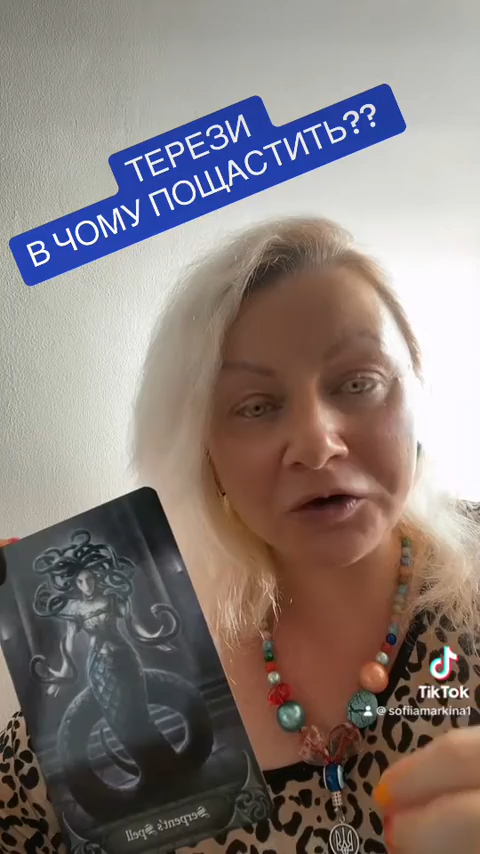 ТЕРЕЗИ
В ЧОМУ ПОЩАСТИТЬ??
TikTok
@ sofiiamarkina1
Serpent's Spell